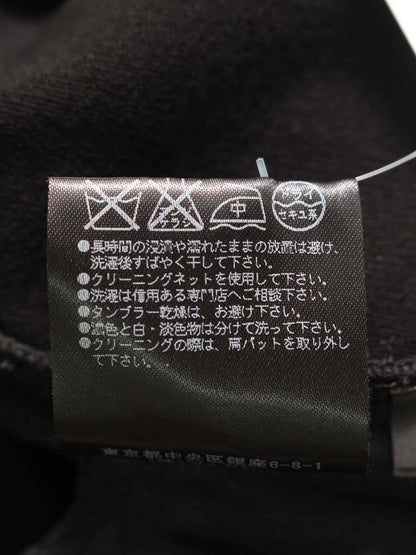 エンソ サラシ
中
ドライ
セキユ系
●長時間の浸漬や濡れたままの放置は避け、
洗濯後すばやく干して下さい。
●クリーニングネットを使用して下さい。
●洗濯は信用ある専門店へご相談下さい。
●タンブラー乾燥は、お避け下さい。
●濃色と白・淡色物は分けて洗って下さい。
●クリーニングの際は、肩パットを取り外し
て下さい。
東京都中央区銀座6-8-1